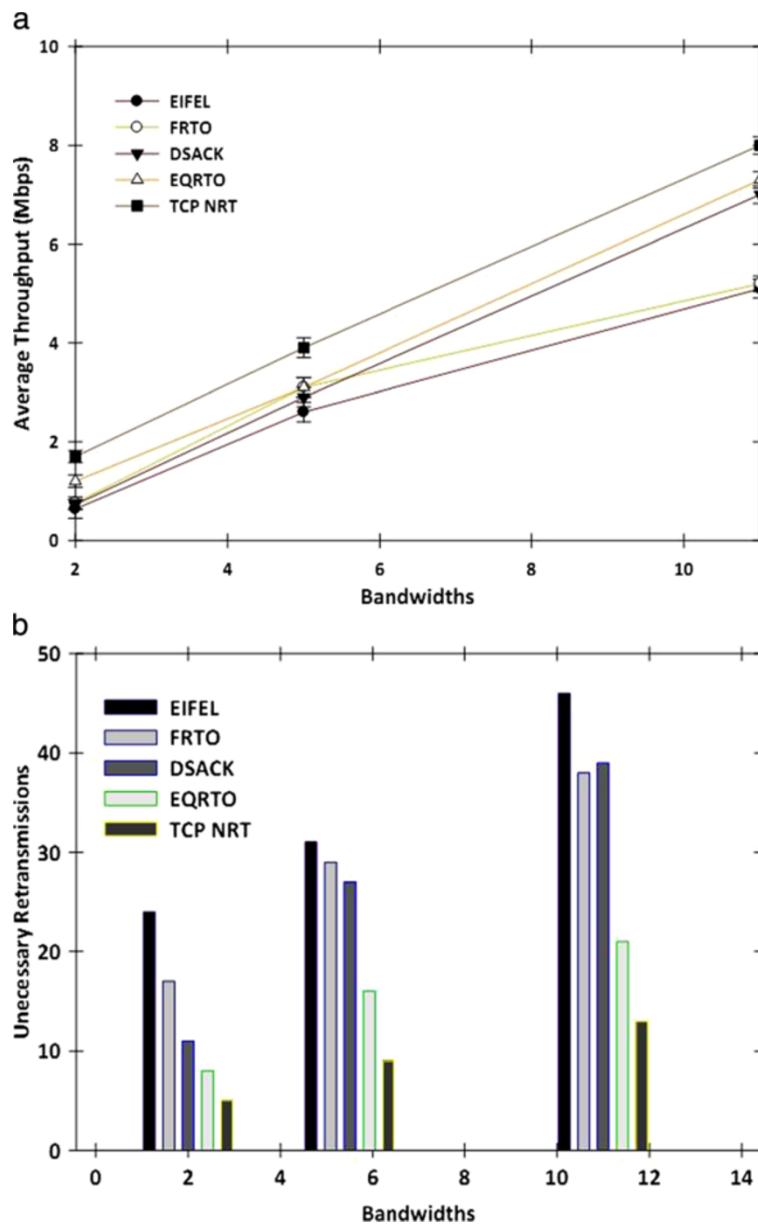 a
10
8
6
4
2
0
Average Throughput (Mbps)
EIFEL
FRTO
DSACK
EQRTO
TCP NRT
2 4 6 8 10
Bandwidths
b
50
40
30
20
10
0
Unecessary Retransmissions
EIFEL
FRTO
DSACK
EQRTO
TCP NRT
0 2 4 6 8 10 12 14
Bandwidths